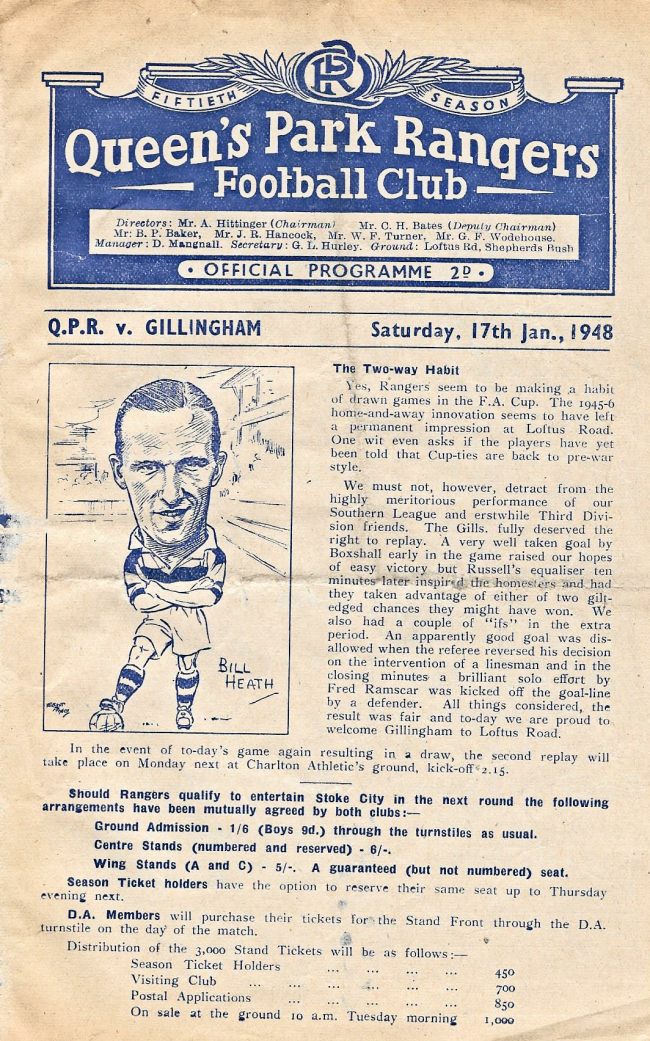 FIFTIETH SEASON
Queen's Park Rangers
Football Club
Directors: Mr. A. Hittinger (Chairman) Mr. C. H. Bates (Deputy Chairman)
Mr. B. P. Baker, Mr. J. R. Hancock, Mr. W. F. Turner, Mr. G. F. Wodehouse.
Manager: D. Mangnall. Secretary: G. L. Hurley. Ground: Loftus Rd, Shepherds Bush
• OFFICIAL PROGRAMME 2D •
Q.P.R. v. GILLINGHAM Saturday, 17th Jan., 1948
BILL
HEATH
The Two-way Habit
Yes, Rangers seem to be making a habit
of drawn games in the F.A. Cup. The 1945-6
home-and-away innovation seems to have left
a permanent impression at Loftus Road.
One wit even asks if the players have yet
been told that Cup-ties are back to pre-war
style.
We must not, however, detract from the
highly meritorious performance of our
Southern League and erstwhile Third Divi-
sion friends. The Gills. fully deserved the
right to replay. A very well taken goal by
Boxshall early in the game raised our hopes
of easy victory but Russell's equaliser ten
minutes later inspired the homesters and had
they taken advantage of either of two gilt-
edged chances they might have won. We
also had a couple of "ifs" in the extra
period. An apparently good goal was dis-
allowed when the referee reversed his decision
on the intervention of a linesman and in the
closing minutes a brilliant solo effort by
Fred Ramscar was kicked off the goal-line
by a defender. All things considered, the
result was fair and to-day we are proud to
welcome Gillingham to Loftus Road.
In the event of to-day's game again resulting in a draw, the second replay will
take place on Monday next at Charlton Athletic's ground, kick-off 2.15.
Should Rangers qualify to entertain Stoke City in the next round the following
arrangements have been mutually agreed by both clubs:—
Ground Admission - 1/6 (Boys 9d.) through the turnstiles as usual.
Centre Stands (numbered and reserved) - 6/-.
Wing Stands (A and C) - 5/-. A guaranteed (but not numbered) seat.
Season Ticket holders have the option to reserve their same seat up to Thursday
evening next.
D.A. Members will purchase their tickets for the Stand Front through the D.A.
turnstile on the day of the match.
Distribution of the 3,000 Stand Tickets will be as follows:—
Season Ticket Holders ... ... ... ... 450
Visiting Club ... ... ... ... ... 700
Postal Applications ... ... ... ... 850
On sale at the ground 10 a.m. Tuesday morning 1,000